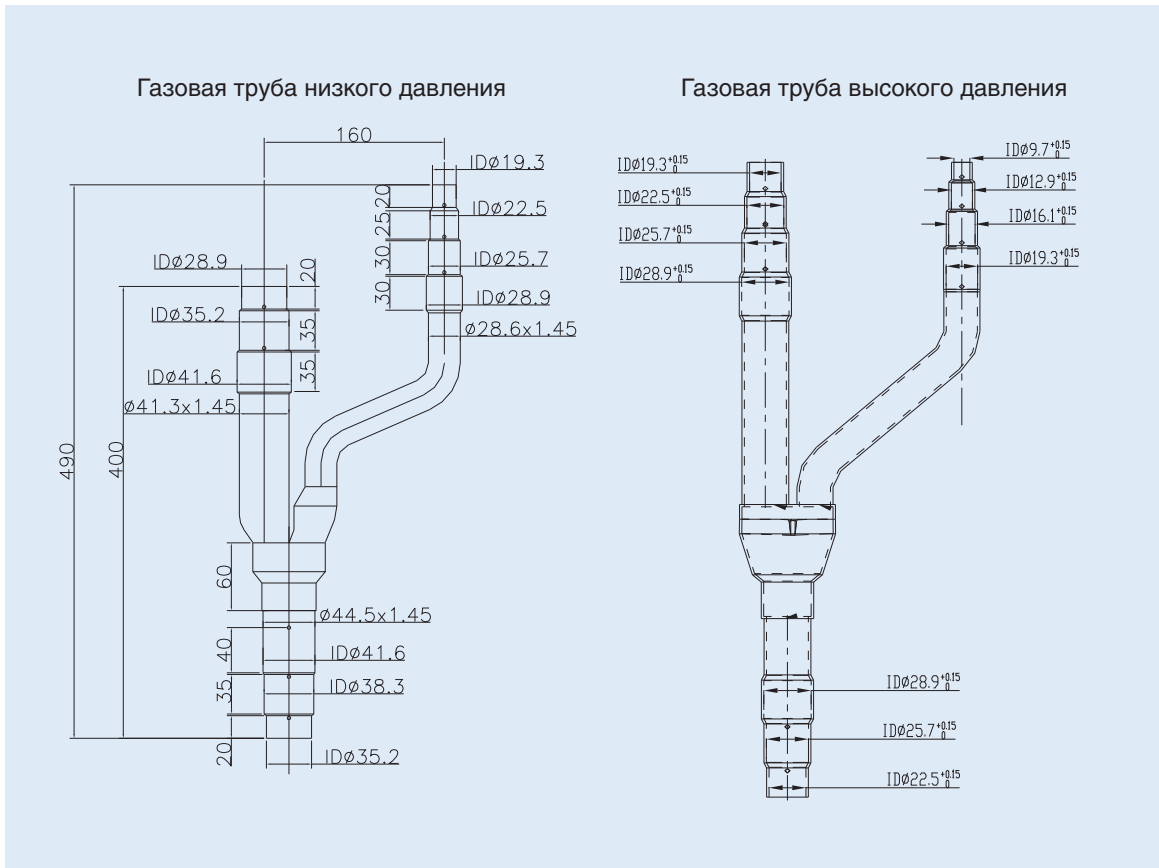 Газовая труба низкого давления
160
IDø19.3
20
IDø22.5
25
IDø25.7
30
IDø28.9
30
ø28.6x1.45
IDø28.9
20
IDø35.2
35
IDø41.6
35
ø41.3x1.45
490
400
60
ø44.5x1.45
40
IDø41.6
35
IDø38.3
20
IDø35.2
Газовая труба высокого давления
IDø19.3 +0.15 0
IDø22.5 +0.15 0
IDø25.7 +0.15 0
IDø28.9 +0.15 0
IDø9.7 +0.15 0
IDø12.9 +0.15 0
IDø16.1 +0.15 0
IDø19.3 +0.15 0
IDø28.9 +0.15 0
IDø25.7 +0.15 0
IDø22.5 +0.15 0